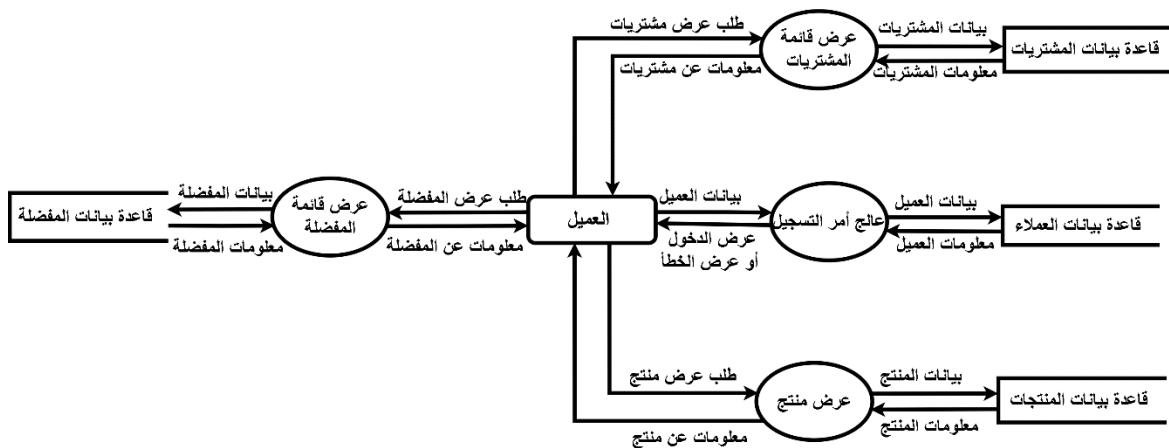 طلب عرض مشتريات
عرض قائمة
المشتريات
بيانات المشتريات
قاعدة بيانات المشتريات
معلومات عن مشتريات
معلومات المشتريات
بيانات العميل
عالج أمر التسجيل
بيانات العميل
قاعدة بيانات العملاء
عرض الدخول
أو عرض الخطأ
معلومات العميل
العميل
طلب عرض المفضلة
عرض قائمة
المفضلة
بيانات المفضلة
قاعدة بيانات المفضلة
معلومات عن المفضلة
معلومات المفضلة
طلب عرض منتج
عرض منتج
بيانات المنتج
قاعدة بيانات المنتجات
معلومات عن منتج
معلومات المنتج